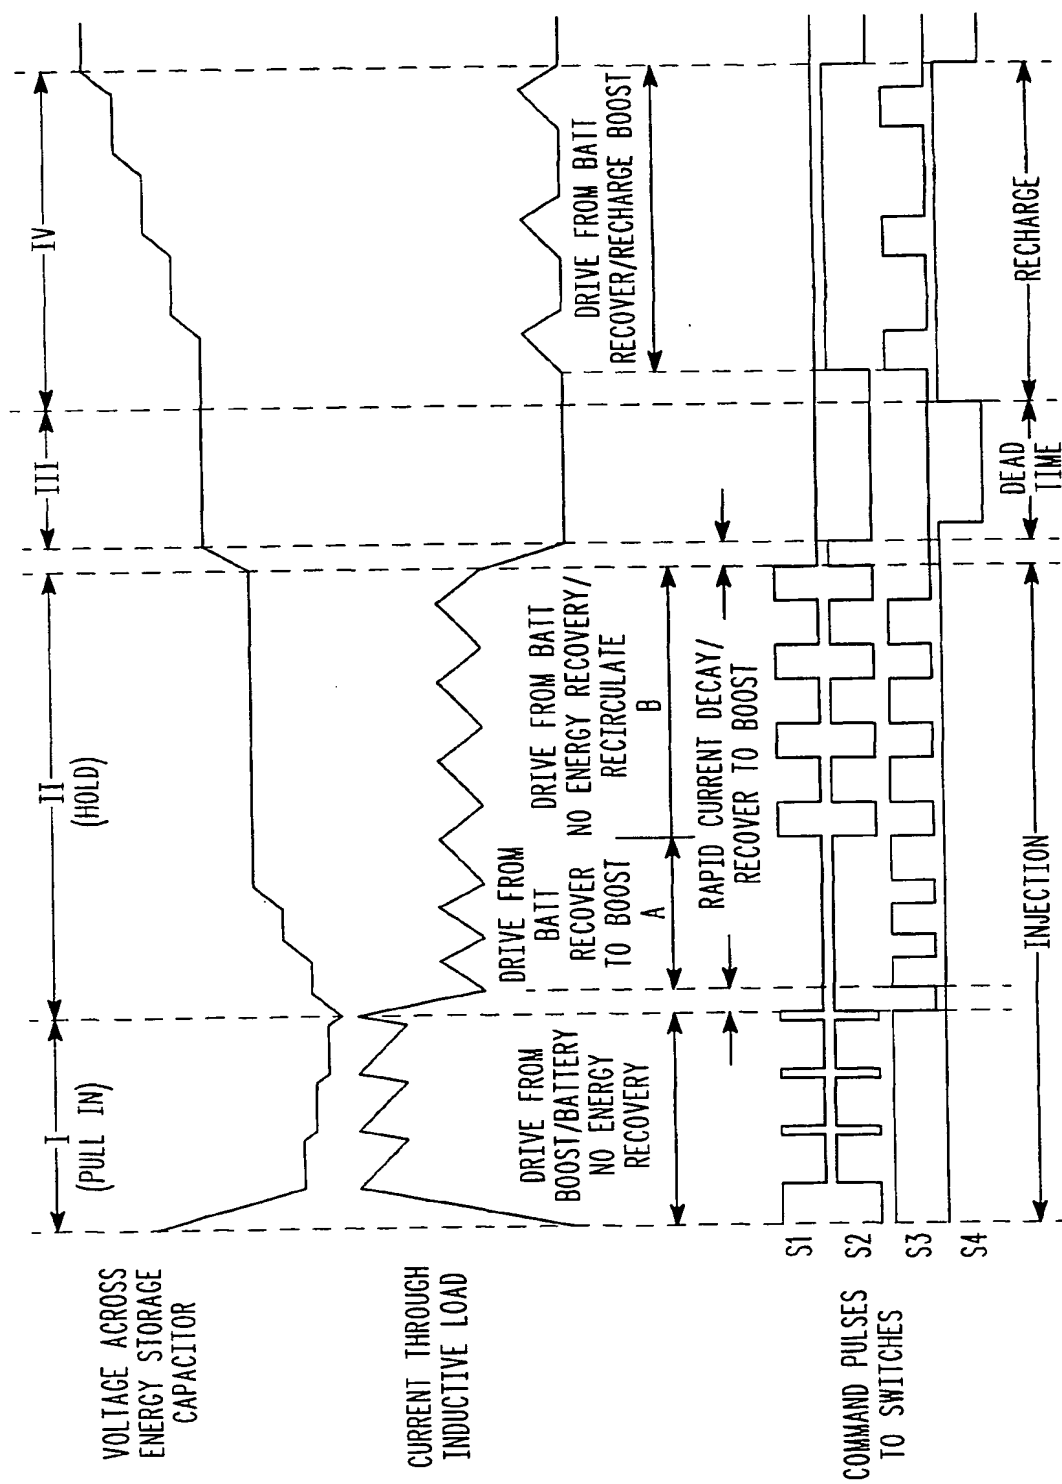 I
(PULL IN)
II
(HOLD)
III
IV
VOLTAGE ACROSS
ENERGY STORAGE
CAPACITOR
CURRENT THROUGH
INDUCTIVE LOAD
DRIVE FROM
BOOST/BATTERY
NO ENERGY
RECOVERY
DRIVE FROM
BATT
RECOVER
TO BOOST
A
DRIVE FROM BATT
NO ENERGY RECOVERY/
RECIRCULATE
B
DRIVE FROM BATT
RECOVER/RECHARGE BOOST
RAPID CURRENT DECAY/
RECOVER TO BOOST
COMMAND PULSES
TO SWITCHES
S1
S2
S3
S4
INJECTION
DEAD
TIME
RECHARGE